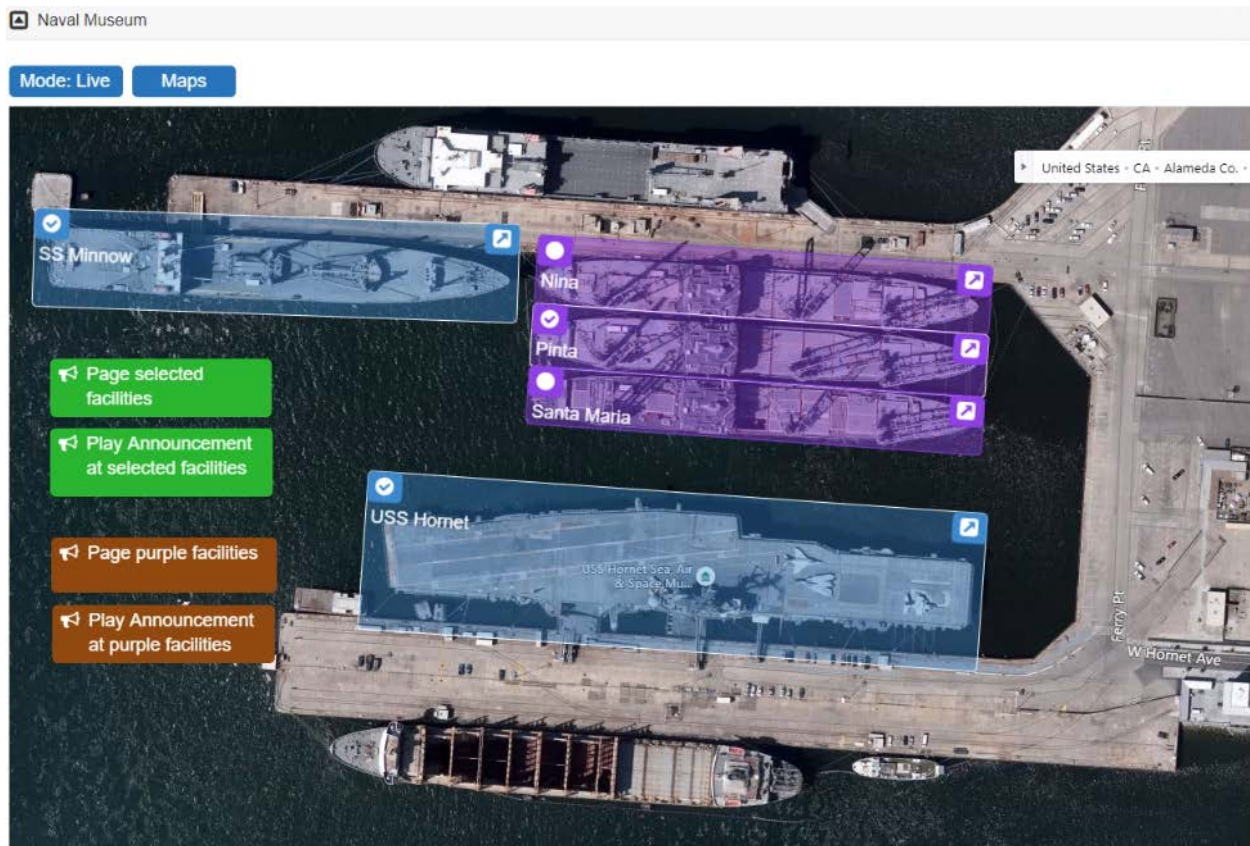 Naval Museum
Mode: Live
Maps
United States • CA • Alameda Co. •
SS Minnow
Nina
Pinta
Santa Maria
Page selected
facilities
Play Announcement
at selected facilities
USS Hornet
USS Hornet Sea, Air
& Space Mu...
Page purple facilities
Play Announcement
at purple facilities
Ferry Pt
W Hornet Ave